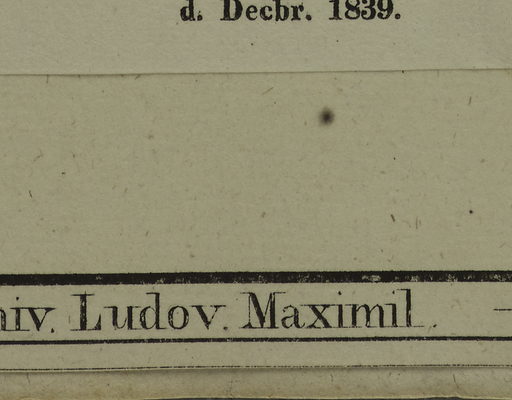 d. Decbr. 1839.
niv. Ludov. Maximil.